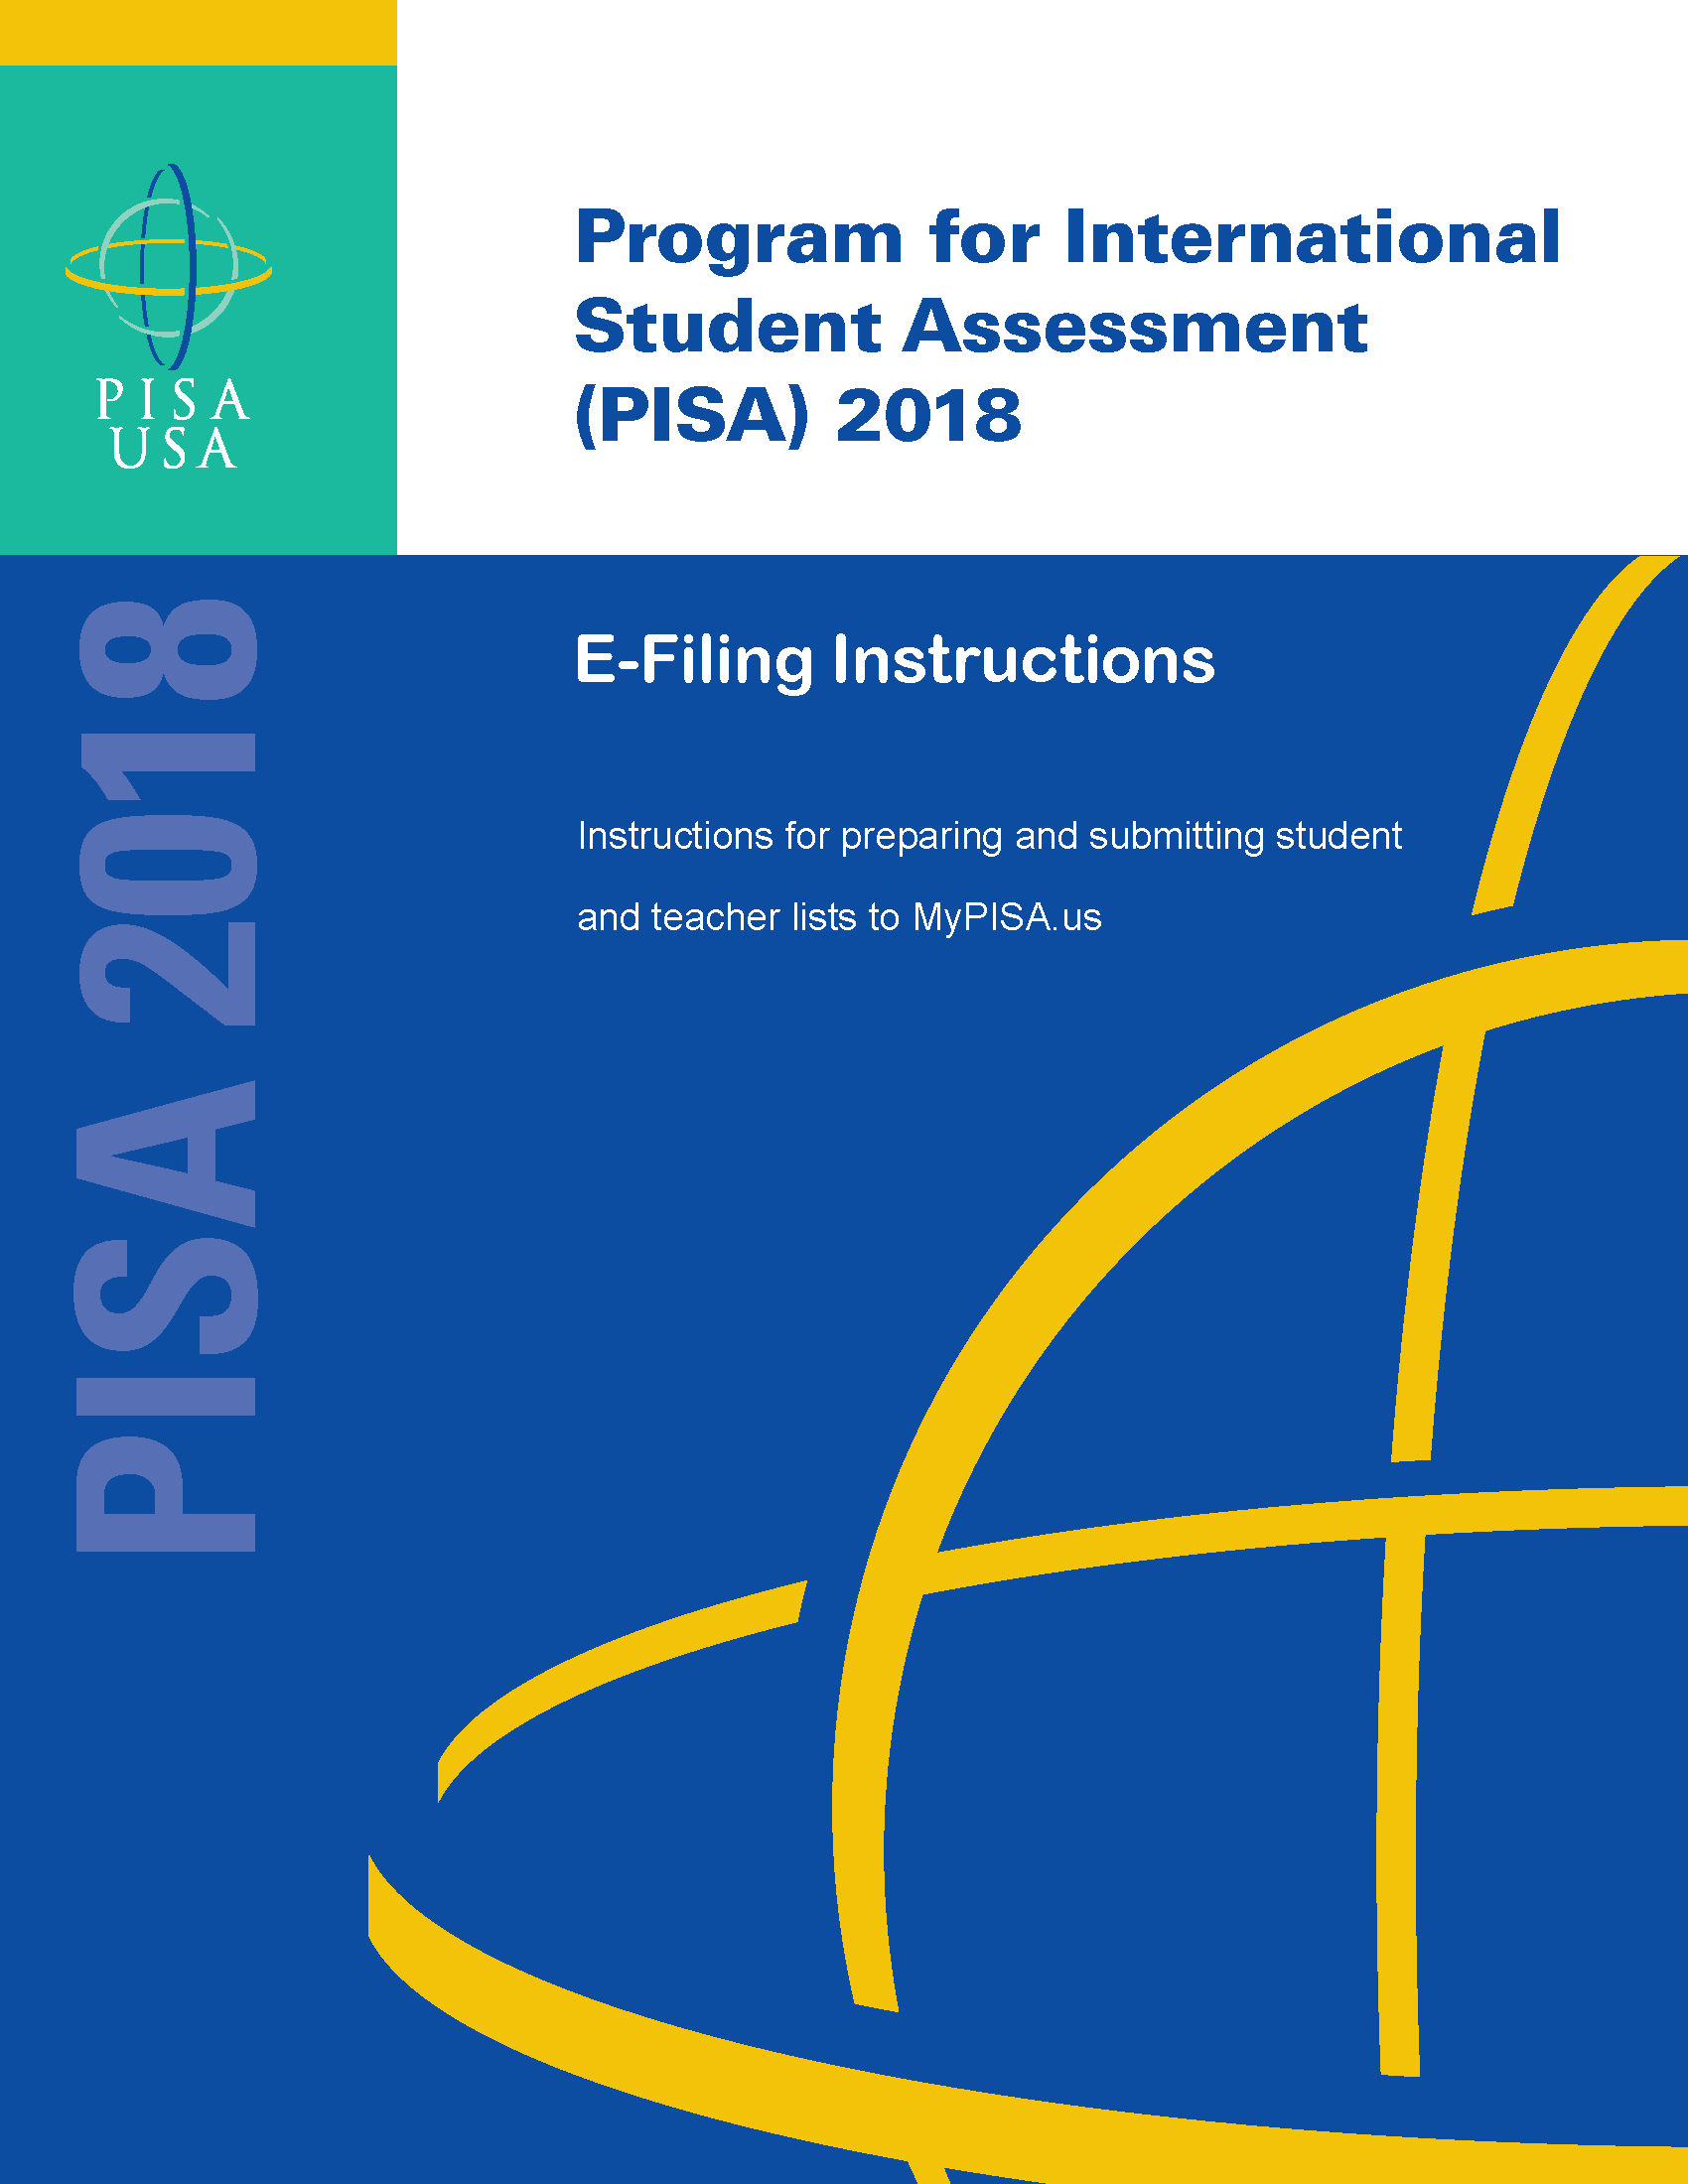 PISA
USA
Program for International
Student Assessment
(PISA) 2018
PISA 2018
E-Filing Instructions
Instructions for preparing and submitting student
and teacher lists to MyPISA.us